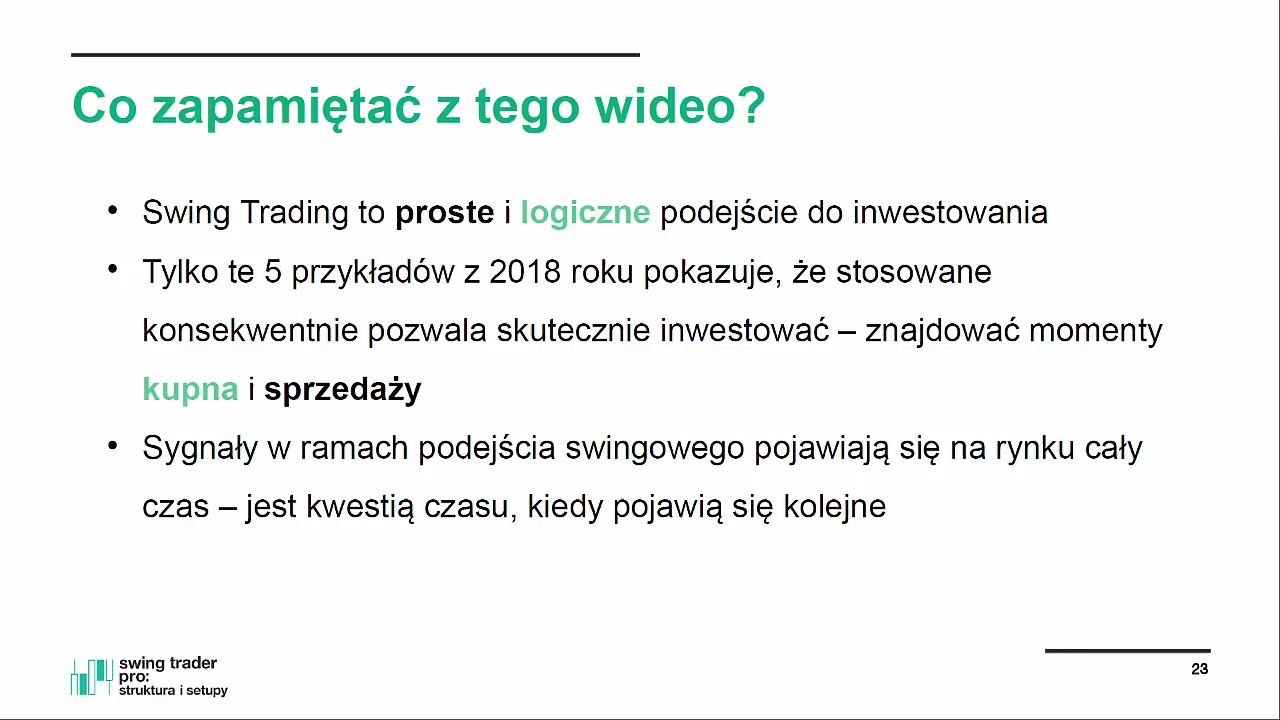 Co zapamiętać z tego wideo?
• Swing Trading to proste i logiczne podejście do inwestowania
• Tylko te 5 przykładów z 2018 roku pokazuje, że stosowane
konsekwentnie pozwala skutecznie inwestować – znajdować momenty
kupna i sprzedaży
• Sygnały w ramach podejścia swingowego pojawiają się na rynku cały
czas – jest kwestią czasu, kiedy pojawią się kolejne
swing trader
pro:
struktura i setupy
23